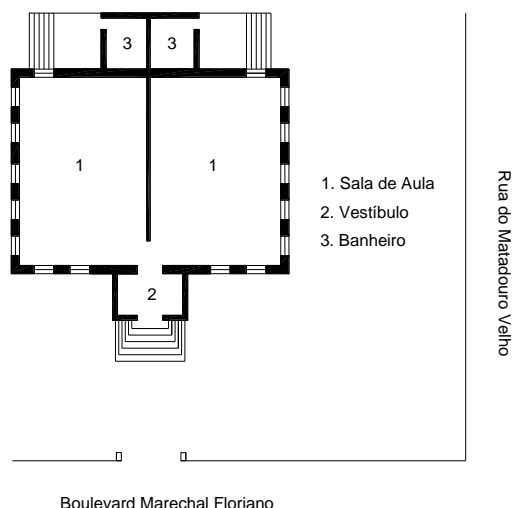 3
3
1
1
2
1. Sala de Aula
2. Vestíbulo
3. Banheiro
Rua do Matadouro Velho
Boulevard Marechal Floriano